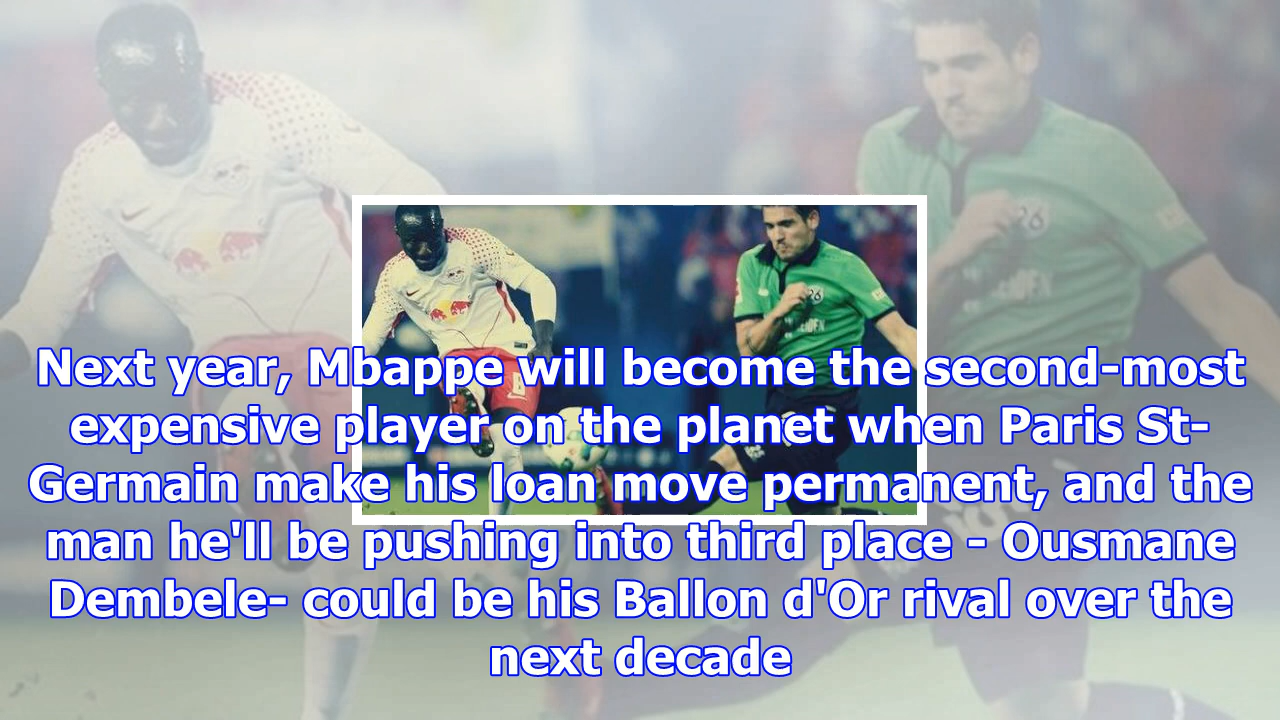 Next year, Mbappe will become the second-most
expensive player on the planet when Paris St-
Germain make his loan move permanent, and the
man he'll be pushing into third place - Ousmane
Dembele- could be his Ballon d'Or rival over the
next decade